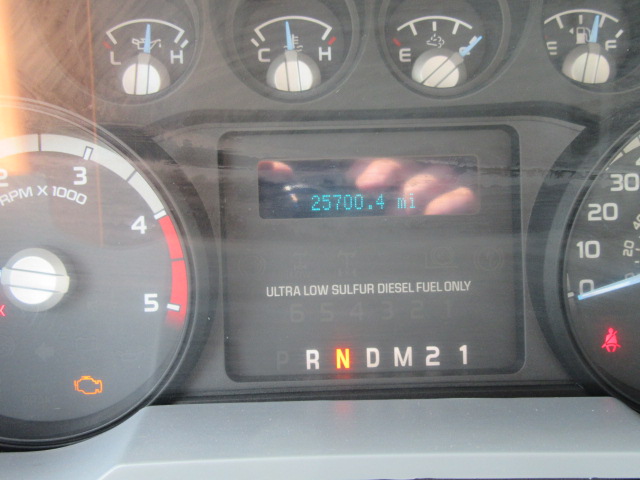 L H C H E F E F
2 3 4 5
RPM X 1000
25700.4 mi
30
20
10
0
ULTRA LOW SULFUR DIESEL FUEL ONLY
6 5 4 3 2 1
P R N D M 2 1